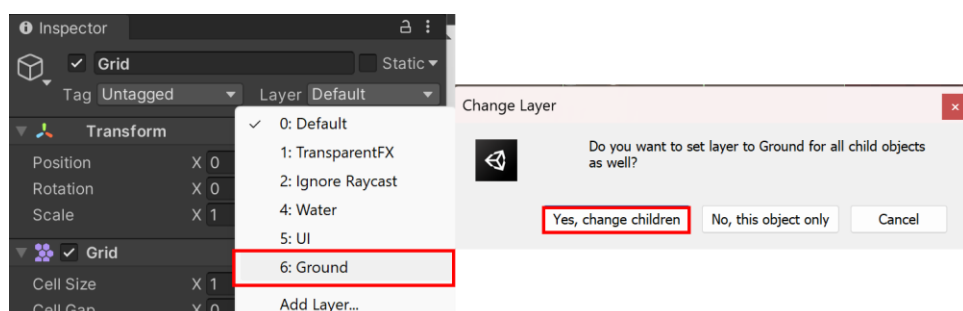 Inspector
Grid
Static
Tag Untagged Layer Default
Transform
Position X 0
Rotation X 0
Scale X 1
Grid
Cell Size X 1
Cell Gap X 0
0: Default
1: TransparentFX
2: Ignore Raycast
4: Water
5: UI
6: Ground
Add Layer...
Change Layer
Do you want to set layer to Ground for all child objects
as well?
Yes, change children No, this object only Cancel